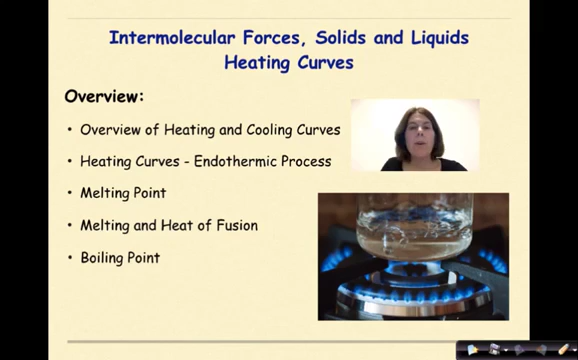 Intermolecular Forces, Solids and Liquids
Heating Curves
Overview:
• Overview of Heating and Cooling Curves
• Heating Curves - Endothermic Process
• Melting Point
• Melting and Heat of Fusion
• Boiling Point